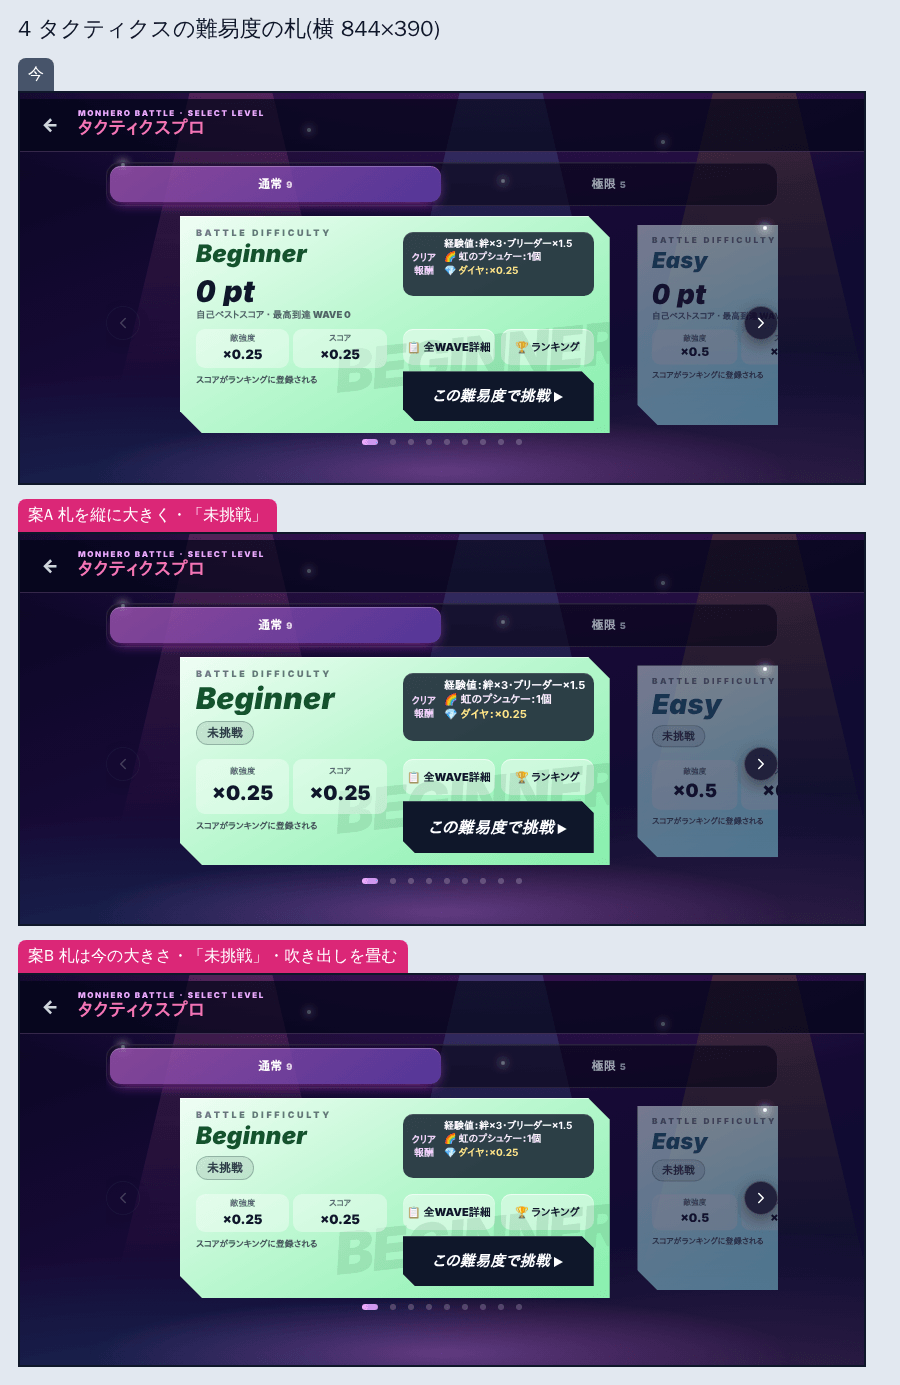 4 タクティクスの難易度の札(横 844×390)
今
MONHERO BATTLE · SELECT LEVEL
タクティクスプロ
通常 9
極限 5
BATTLE DIFFICULTY
Beginner
0 pt
自己ベストスコア・最高到達 WAVE 0
敵強度
×0.25
スコア
×0.25
スコアがランキングに登録される
クリア
報酬
経験値:絆×3・ブリーダー×1.5
🌈 虹のプシュケー:1個
💎 ダイヤ:×0.25
📋 全WAVE詳細
🏆 ランキング
BEGINNER
この難易度で挑戦 ▶
BATTLE DIFFICULTY
Easy
0 pt
自己ベストスコア・最高到達 WAV
敵強度
×0.5
×
スコアがランキングに登録される
案A 札を縦に大きく・「未挑戦」
MONHERO BATTLE · SELECT LEVEL
タクティクスプロ
通常 9
極限 5
BATTLE DIFFICULTY
Beginner
未挑戦
敵強度
×0.25
スコア
×0.25
スコアがランキングに登録される
クリア
報酬
経験値:絆×3・ブリーダー×1.5
🌈 虹のプシュケー:1個
💎 ダイヤ:×0.25
📋 全WAVE詳細
🏆 ランキング
BEGINNER
この難易度で挑戦 ▶
BATTLE DIFFICULTY
Easy
未挑戦
敵強度
×0.5
×
スコアがランキングに登録される
案B 札は今の大きさ・「未挑戦」・吹き出しを畳む
MONHERO BATTLE · SELECT LEVEL
タクティクスプロ
通常 9
極限 5
BATTLE DIFFICULTY
Beginner
未挑戦
敵強度
×0.25
スコア
×0.25
スコアがランキングに登録される
クリア
報酬
経験値:絆×3・ブリーダー×1.5
🌈 虹のプシュケー:1個
💎 ダイヤ:×0.25
📋 全WAVE詳細
🏆 ランキング
BEGINNER
この難易度で挑戦 ▶
BATTLE DIFFICULTY
Easy
未挑戦
敵強度
×0.5
×
スコアがランキングに登録される